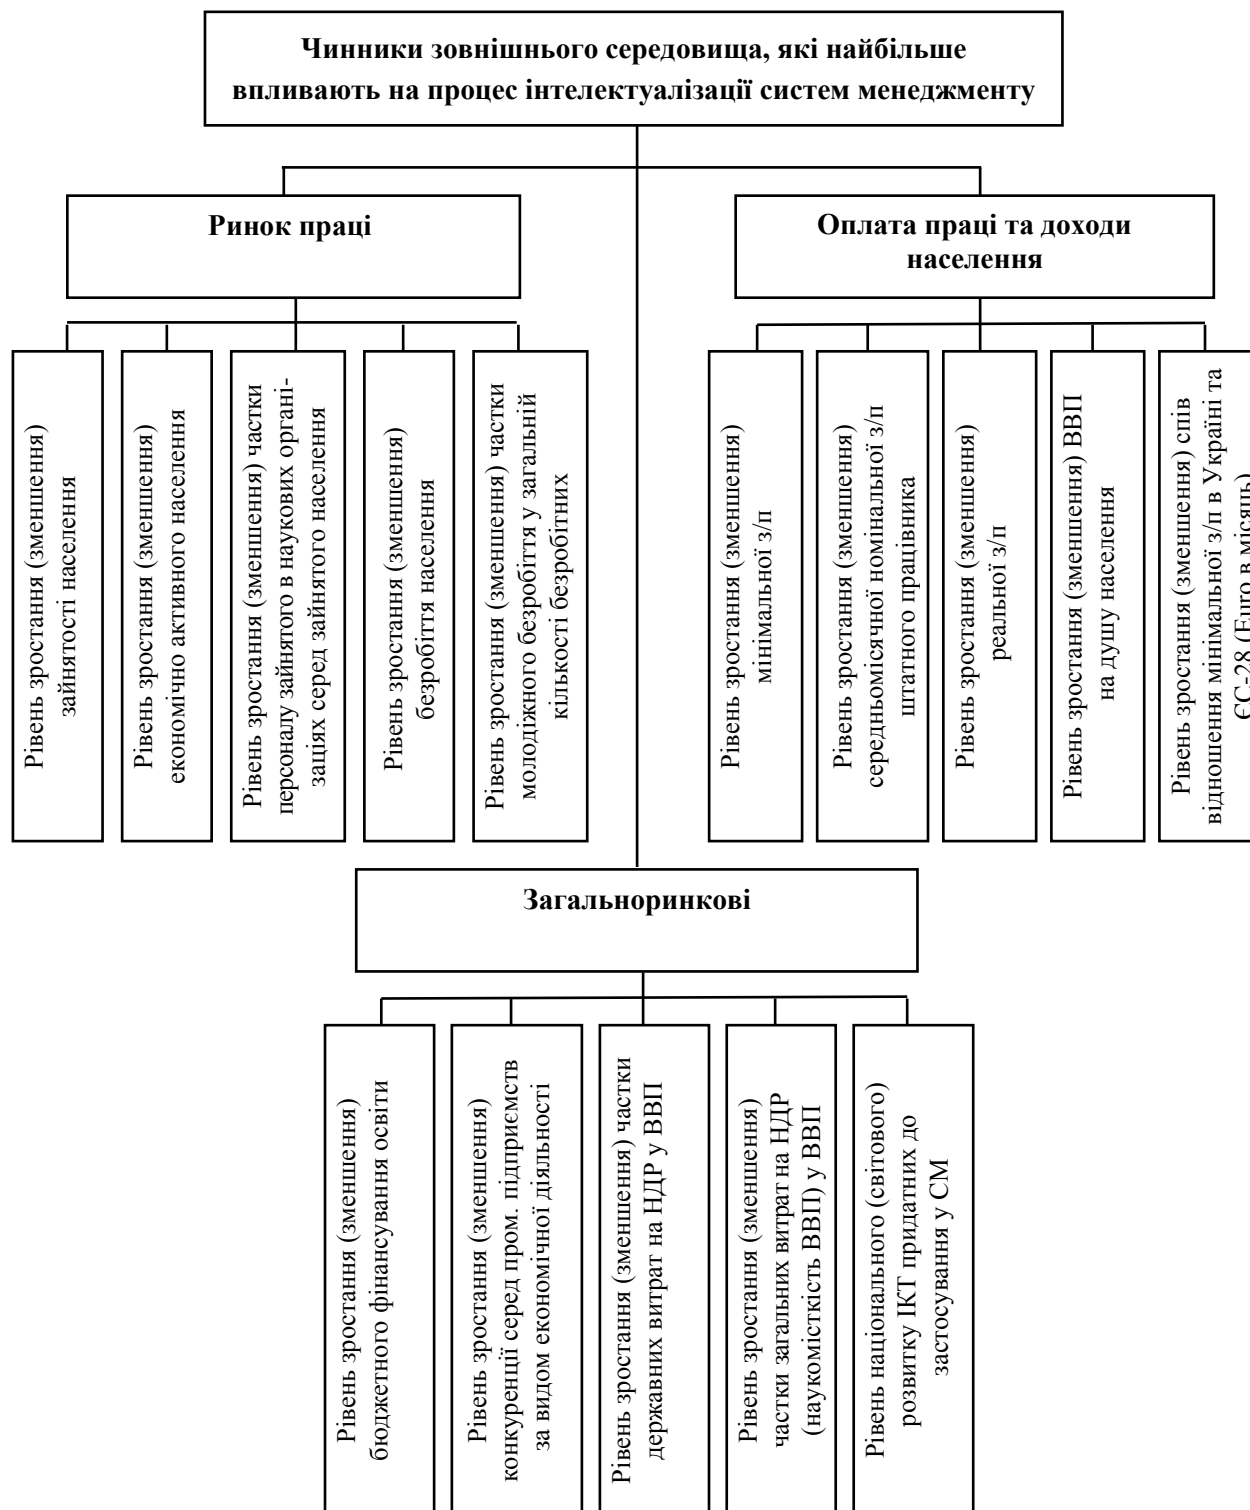 Чинники зовнішнього середовища, які найбільше
впливають на процес інтелектуалізації систем менеджменту
Ринок праці
Оплата праці та доходи
населення
Рівень зростання (зменшення)
зайнятості населення
Рівень зростання (зменшення)
економічно активного населення
Рівень зростання (зменшення) частки
персоналу зайнятого в наукових органі-
заціях серед зайнятого населення
Рівень зростання (зменшення)
безробіття населення
Рівень зростання (зменшення) частки
молодіжного безробіття у загальній
кількості безробітних
Рівень зростання (зменшення)
мінімальної з/п
Рівень зростання (зменшення)
середньомісячної номінальної з/п
штатного працівника
Рівень зростання (зменшення)
реальної з/п
Рівень зростання (зменшення) ВВП
на душу населення
Рівень зростання (зменшення) спів
відношення мінімальної з/п в Україні та
ЄС-28 (Euro в місяць)
Загальноринкові
Рівень зростання (зменшення)
бюджетного фінансування освіти
Рівень зростання (зменшення)
конкуренції серед пром. підприємств
за видом економічної діяльності
Рівень зростання (зменшення) частки
державних витрат на НДР у ВВП
Рівень зростання (зменшення)
частки загальних витрат на НДР
(наукомісткість ВВП) у ВВП
Рівень національного (світового)
розвитку ІКТ придатних до
застосування у СМ